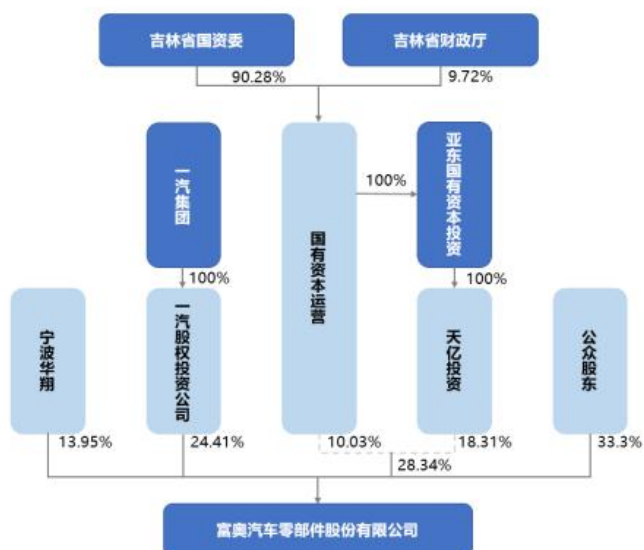 吉林省国资委
吉林省财政厅
90.28%
9.72%
一汽集团
国有资本运营
100%
亚东国有资本投资
100%
100%
宁波华翔
一汽股权投资公司
天亿投资
公众股东
13.95%
24.41%
10.03%
18.31%
33.3%
28.34%
富奥汽车零部件股份有限公司